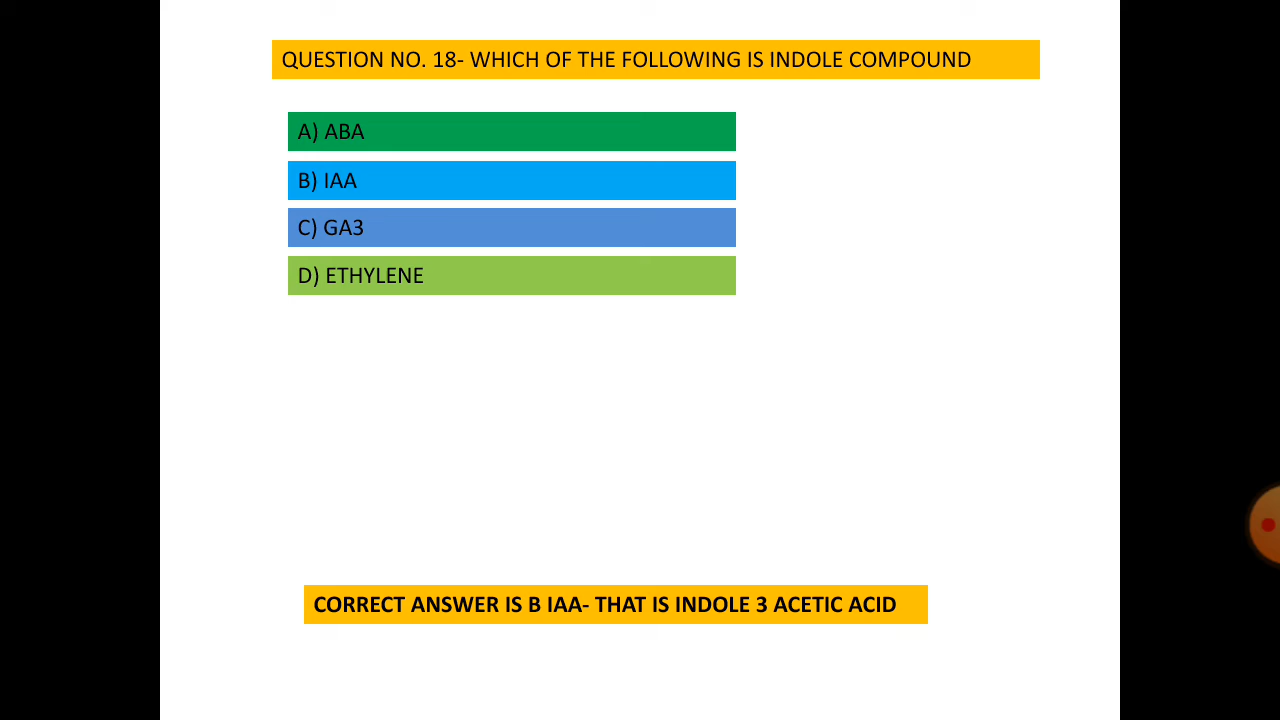 QUESTION NO. 18- WHICH OF THE FOLLOWING IS INDOLE COMPOUND
A) ABA
B) IAA
C) GA3
D) ETHYLENE
CORRECT ANSWER IS B IAA- THAT IS INDOLE 3 ACETIC ACID